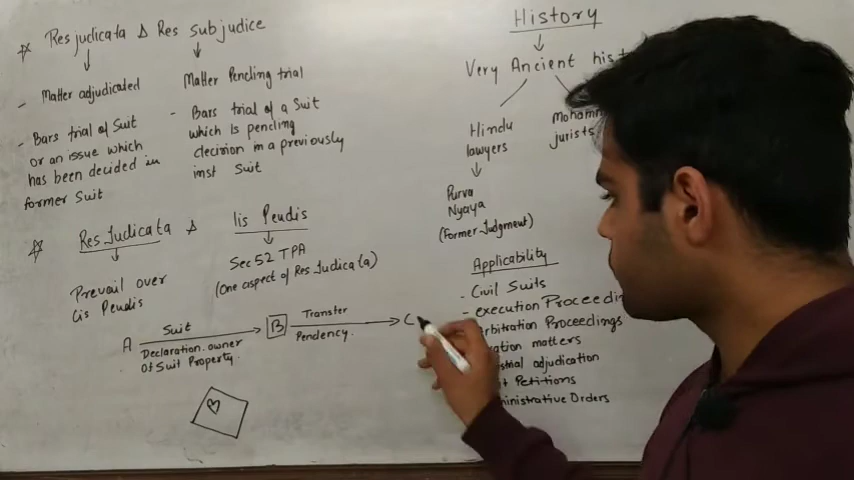 ☆ Res judicata Δ Res subjudice
- Matter adjudicated
- Bars trial of Suit
or an issue which
has been decided in
former Suit
Matter Pending trial
- Bars trial of a Suit
which Is pending
decision in a previously
inst Suit
☆ Res Judicata Δ lis Pendis
Prevail over
Lis Pendis
Sec 52 TPA
(One aspect of Res Judicata)
A Suit B Transfer C
Declaration. owner
Of Suit Property.
Pendency.
History
Very Ancient
Hindu
lawyers
jurists
Purva
Nyaya
(Former Judgment)
Applicability
- Civil Suits
- execution
Proceedings
matters
adjudication
Petitions
Orders